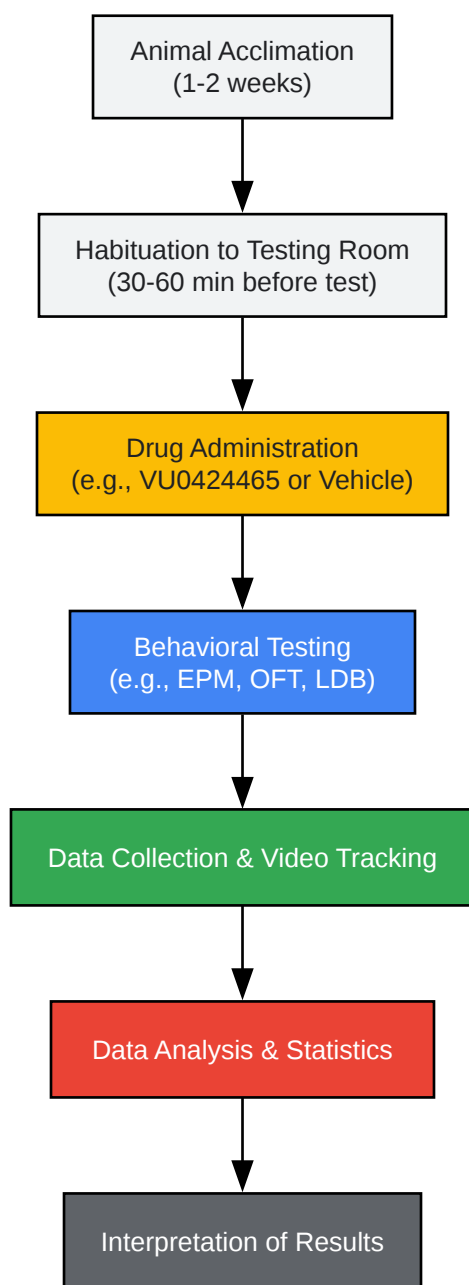 Animal Acclimation
(1-2 weeks)
Habituation to Testing Room
(30-60 min before test)
Drug Administration
(e.g., VU0424465 or Vehicle)
Behavioral Testing
(e.g., EPM, OFT, LDB)
Data Collection & Video Tracking
Data Analysis & Statistics
Interpretation of Results